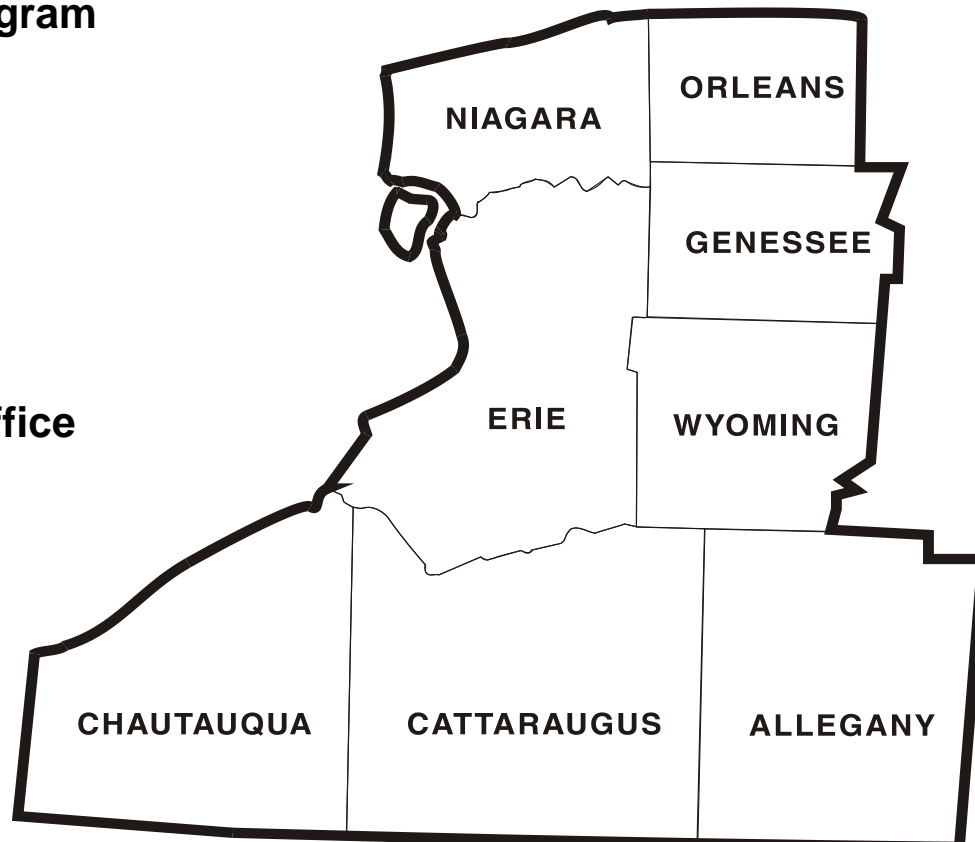 gram
ORLEANS
NIAGARA
GENESSEE
ffice
ERIE
WYOMING
CHAUTAUQUA
CATTARAUGUS
ALLEGANY